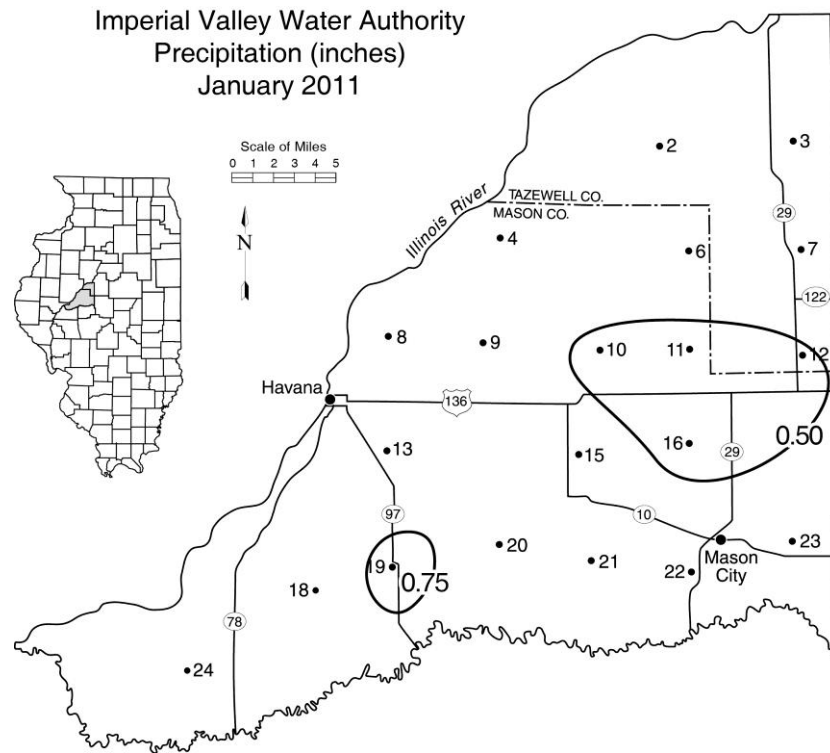 Imperial Valley Water Authority
Precipitation (inches)
January 2011
Scale of Miles
0 1 2 3 4 5
N
Illinois River
TAZEWELL CO.
MASON CO.
2
3
29
4
6
7
122
8
9
10
11
12
Havana
136
0.50
13
15
16
29
97
10
20
21
22
Mason
City
23
19
0.75
18
78
24